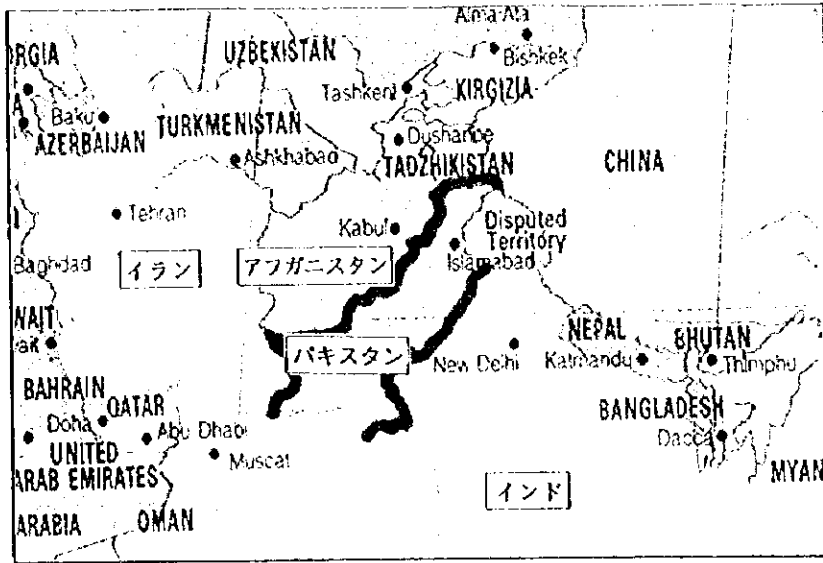 Alma-Ata
Bishkek
UZBEKISTAN
Tashkent
KIRGIZIA
Baku
AZERBAIJAN
TURKMENISTAN
Ashkhabad
Dushanbe
TADZHIKISTAN
CHINA
Tehran
Kabul
Disputed
Territory
Islamabad
Baghdad
イラン
アフガニスタン
パキスタン
New Delhi
NEPAL
Katmandu
BHUTAN
Thimphu
BAHRAIN
Doha
QATAR
Abu Dhabi
UNITED
ARAB EMIRATES
Muscat
BANGLADESH
Dacca
MYAN
インド
ARABIA
OMAN